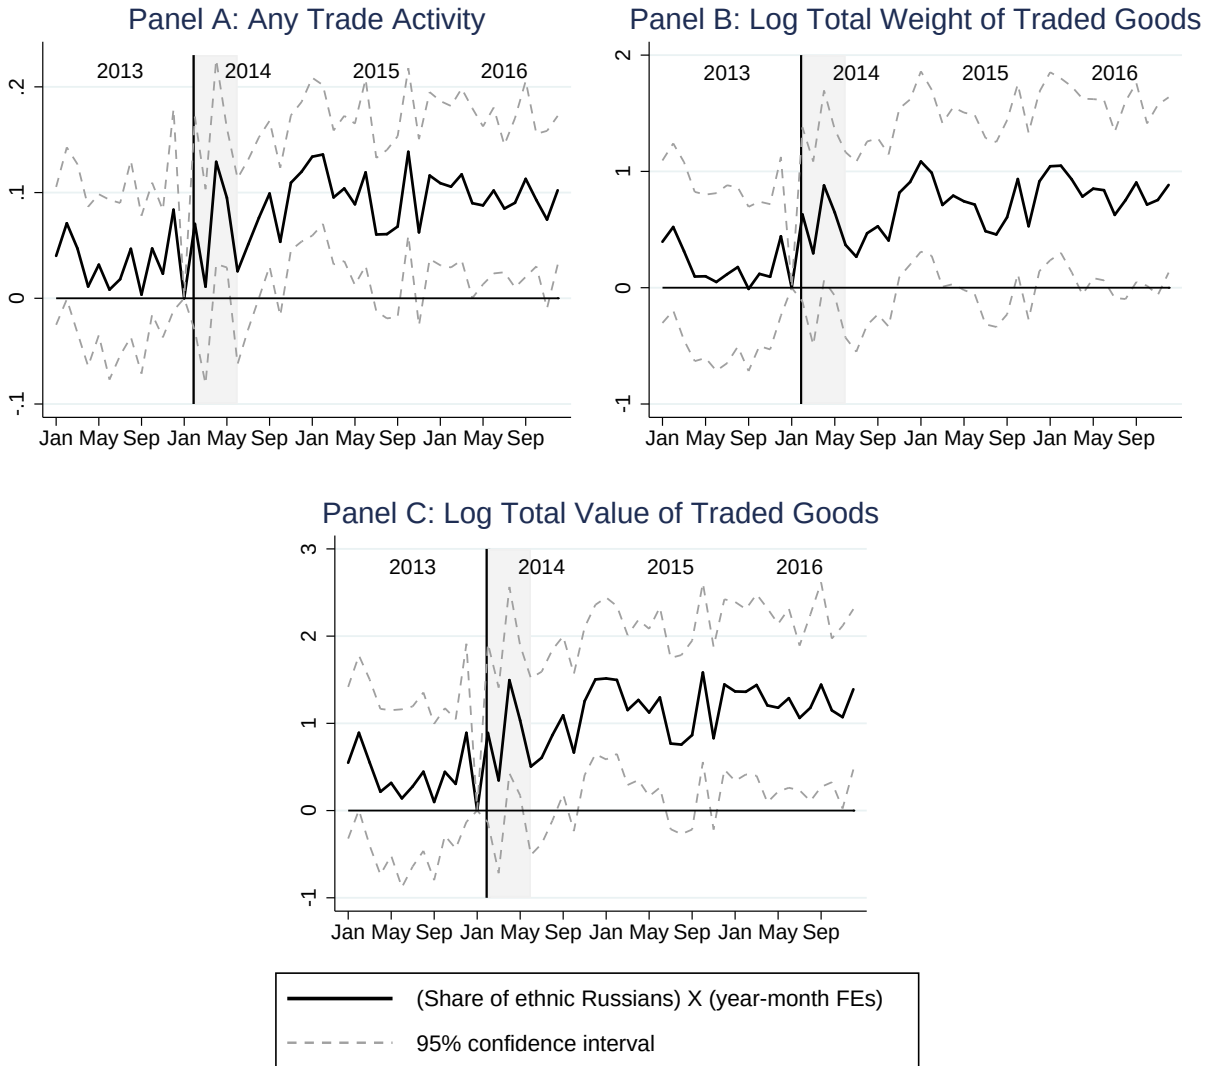 Panel A: Any Trade Activity
.2
.1
0
-.1
2013 2014 2015 2016
Jan May Sep Jan May Sep Jan May Sep Jan May Sep
Panel B: Log Total Weight of Traded Goods
2
1
0
-1
2013 2014 2015 2016
Jan May Sep Jan May Sep Jan May Sep Jan May Sep
Panel C: Log Total Value of Traded Goods
3
2
1
0
-1
2013 2014 2015 2016
Jan May Sep Jan May Sep Jan May Sep Jan May Sep
(Share of ethnic Russians) X (year-month FEs)
95% confidence interval